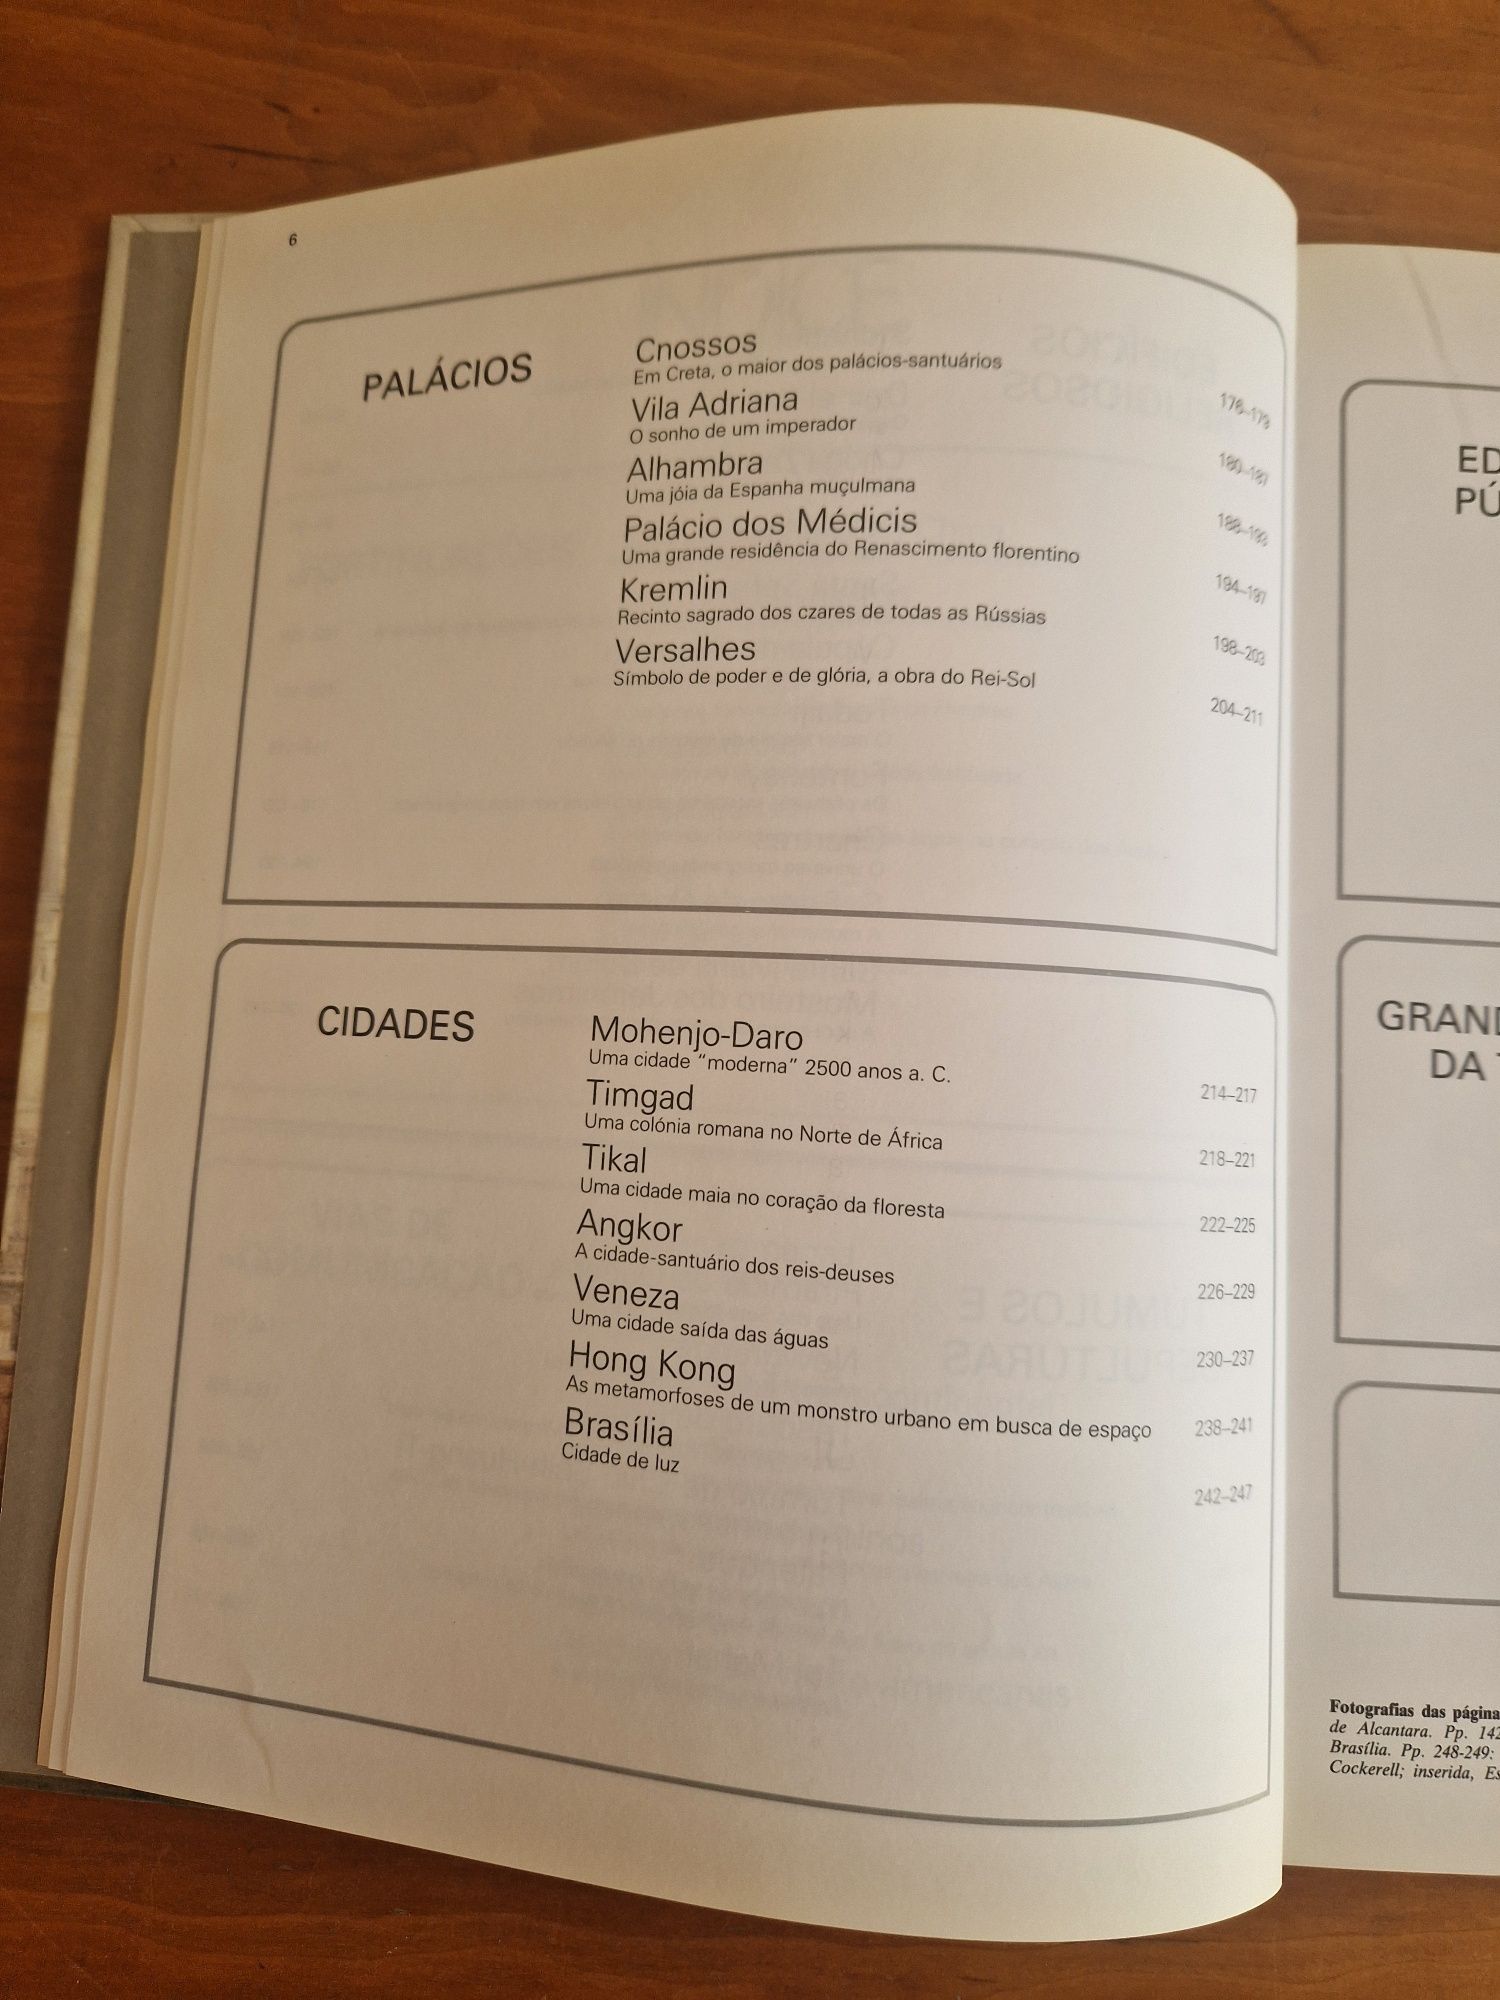 6
PALÁCIOS
Cnossos
Em Creta, o maior dos palácios-santuários 176–179
Vila Adriana
O sonho de um imperador 180–187
Alhambra
Uma jóia da Espanha muçulmana 188–193
Palácio dos Médicis
Uma grande residência do Renascimento florentino 194–197
Kremlin
Recinto sagrado dos czares de todas as Rússias 198–203
Versalhes
Símbolo de poder e de glória, a obra do Rei-Sol 204–211
CIDADES
Mohenjo-Daro
Uma cidade "moderna" 2500 anos a. C. 214–217
Timgad
Uma colónia romana no Norte de África 218–221
Tikal
Uma cidade maia no coração da floresta 222–225
Angkor
A cidade-santuário dos reis-deuses 226–229
Veneza
Uma cidade saída das águas 230–237
Hong Kong
As metamorfoses de um monstro urbano em busca de espaço 238–241
Brasília
Cidade de luz 242–247
ED
PÚ
GRAND
DA
Fotografias das página
de Alcantara. Pp. 142
Brasília. Pp. 248-249:
Cockerell; inserida, Es